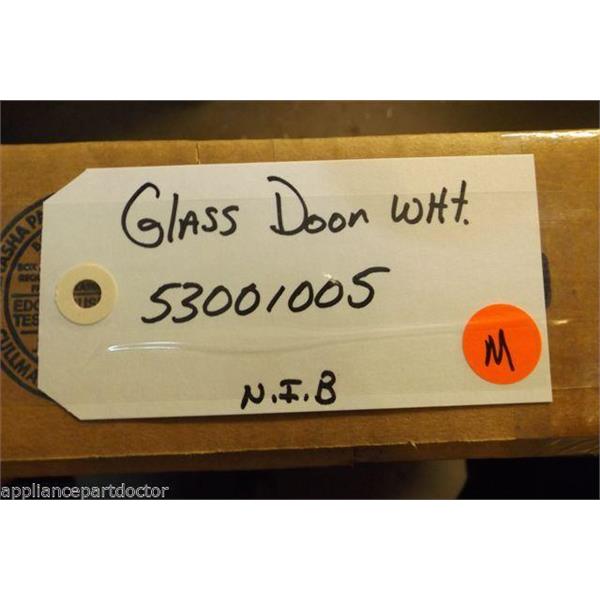 Glass Door WHt.
53001005
M
N.I.B
appliancepartdoctor